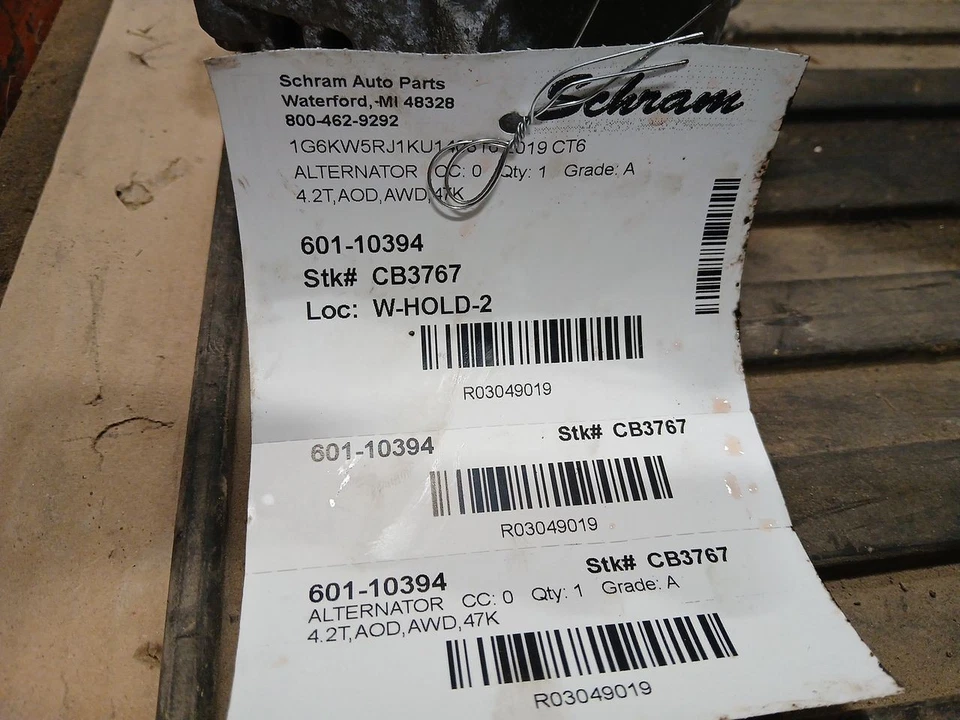 Schram Auto Parts
Waterford, MI 48328
800-462-9292
Schram
2019 CT6
ALTERNATOR CC: 0 Qty: 1 Grade: A
4.2T,AOD,AWD,47K
601-10394
Stk# CB3767
Loc: W-HOLD-2
R03049019
601-10394 Stk# CB3767
R03049019
601-10394 Stk# CB3767
ALTERNATOR CC: 0 Qty: 1 Grade: A
4.2T,AOD,AWD,47K
R03049019